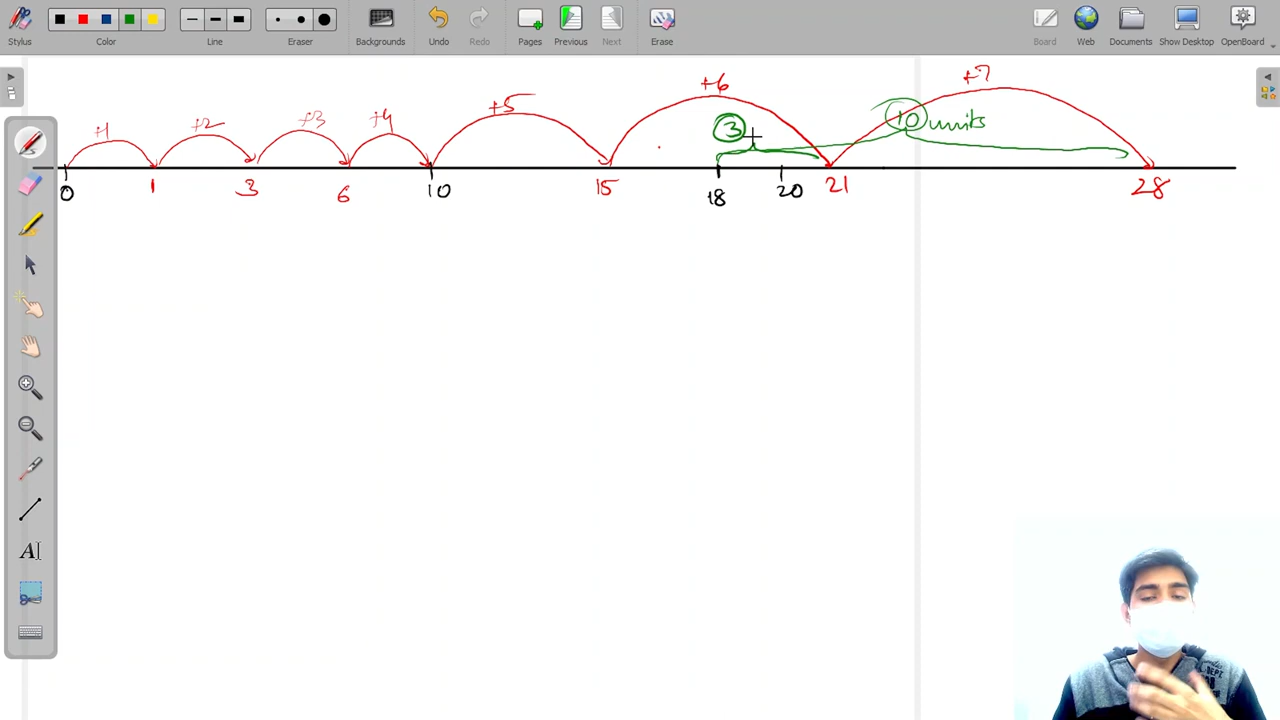 Color
Line
Eraser
Stylus
Backgrounds
Undo
Redo
Pages
Previous
Next
Erase
Board
Web
Documents
Show Desktop
OpenBoard
+1
+2
+3
+4
+5
+6
+7
3
10 units
0
1
3
6
10
15
18
20
21
28
A
DEPT